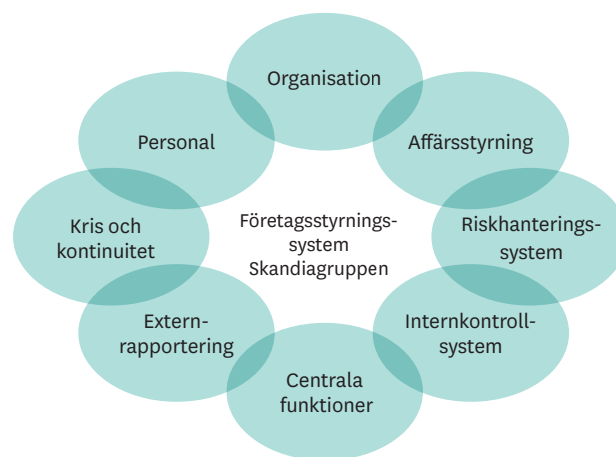 Organisation
Personal
Affärsstyrning
Kris och
kontinuitet
Företagsstyrnings-
system
Skandiagruppen
Riskhanterings-
system
Extern-
rapportering
Internkontroll-
system
Centrala
funktioner